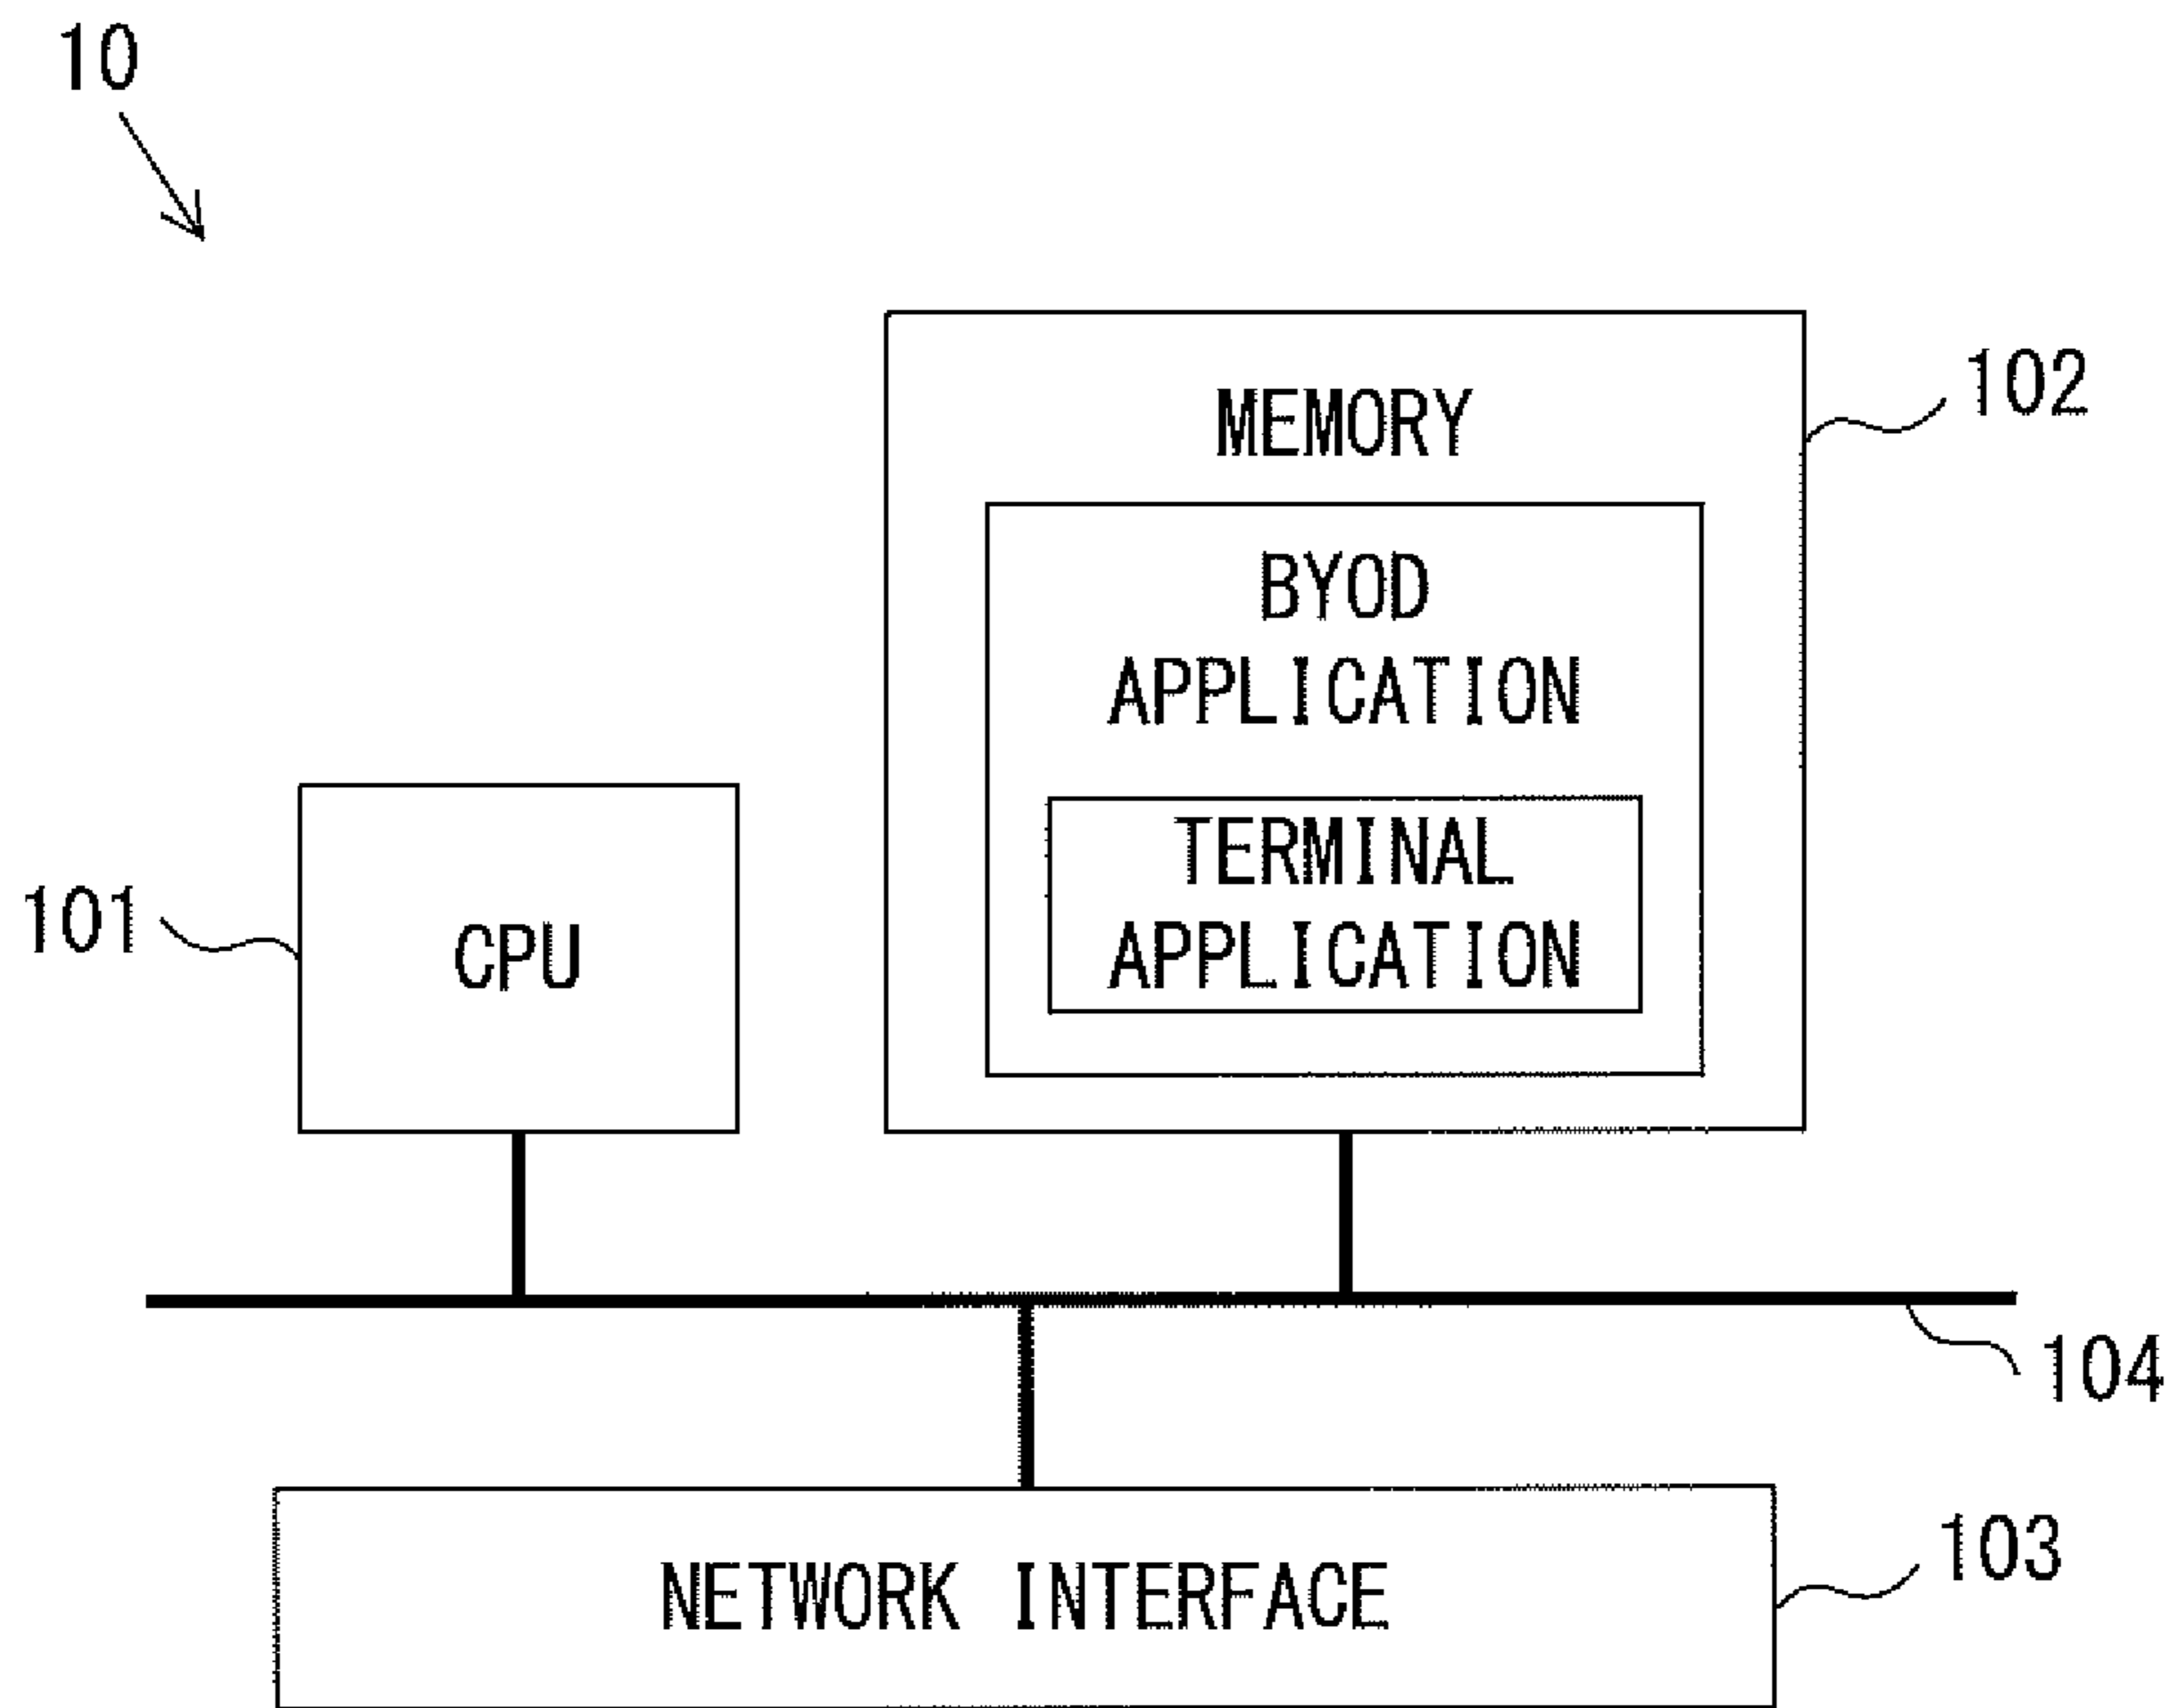 10
102
MEMORY
BYOD
APPLICATION
TERMINAL
APPLICATION
101
CPU
104
103
NETWORK INTERFACE